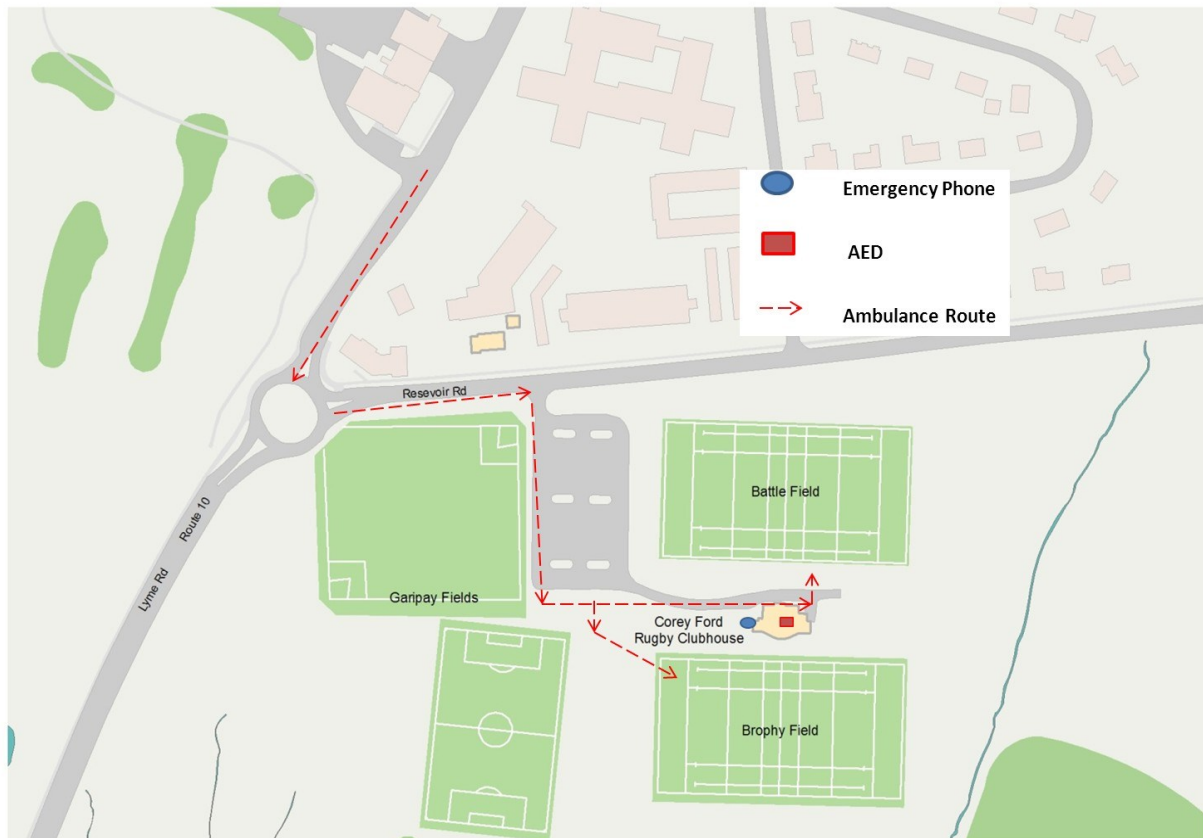 Emergency Phone
AED
Ambulance Route
Resevoir Rd
Lyme Rd Route 10
Battle Field
Garipay Fields
Corey Ford
Rugby Clubhouse
Brophy Field